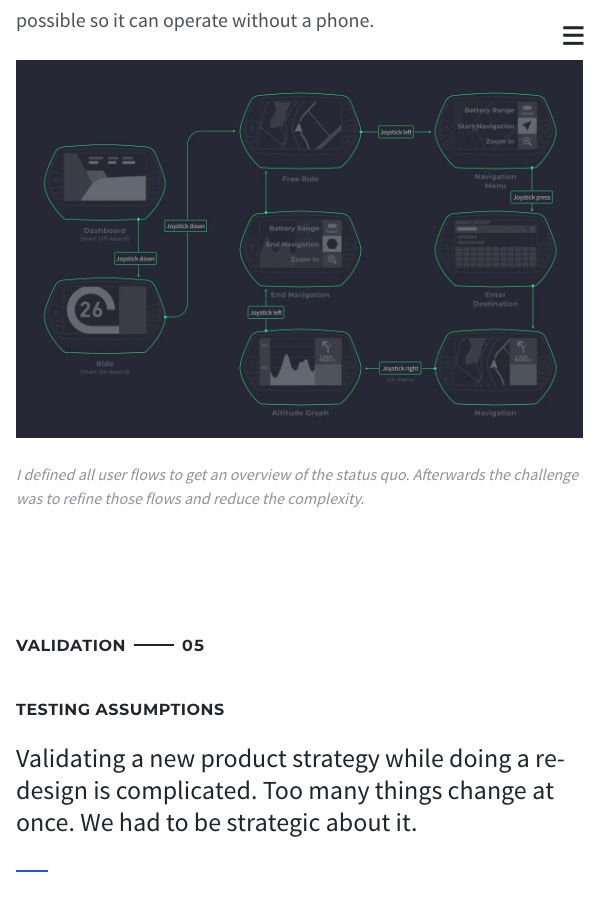 possible so it can operate without a phone.
Dashboard
(Start Off-Board)
Joystick down
26
Ride
(Start On-Board)
Joystick down
Free Ride
Joystick left
Battery Range
Start Navigation
Zoom in
Navigation
Menu
Joystick press
Battery Range
End Navigation
Zoom in
End Navigation
Enter
Destination
Joystick left
400m
Altitude Graph
Joystick right
via menu
400m
Navigation
I defined all user flows to get an overview of the status quo. Afterwards the challenge
was to refine those flows and reduce the complexity.
VALIDATION — 05
TESTING ASSUMPTIONS
Validating a new product strategy while doing a re-
design is complicated. Too many things change at
once. We had to be strategic about it.